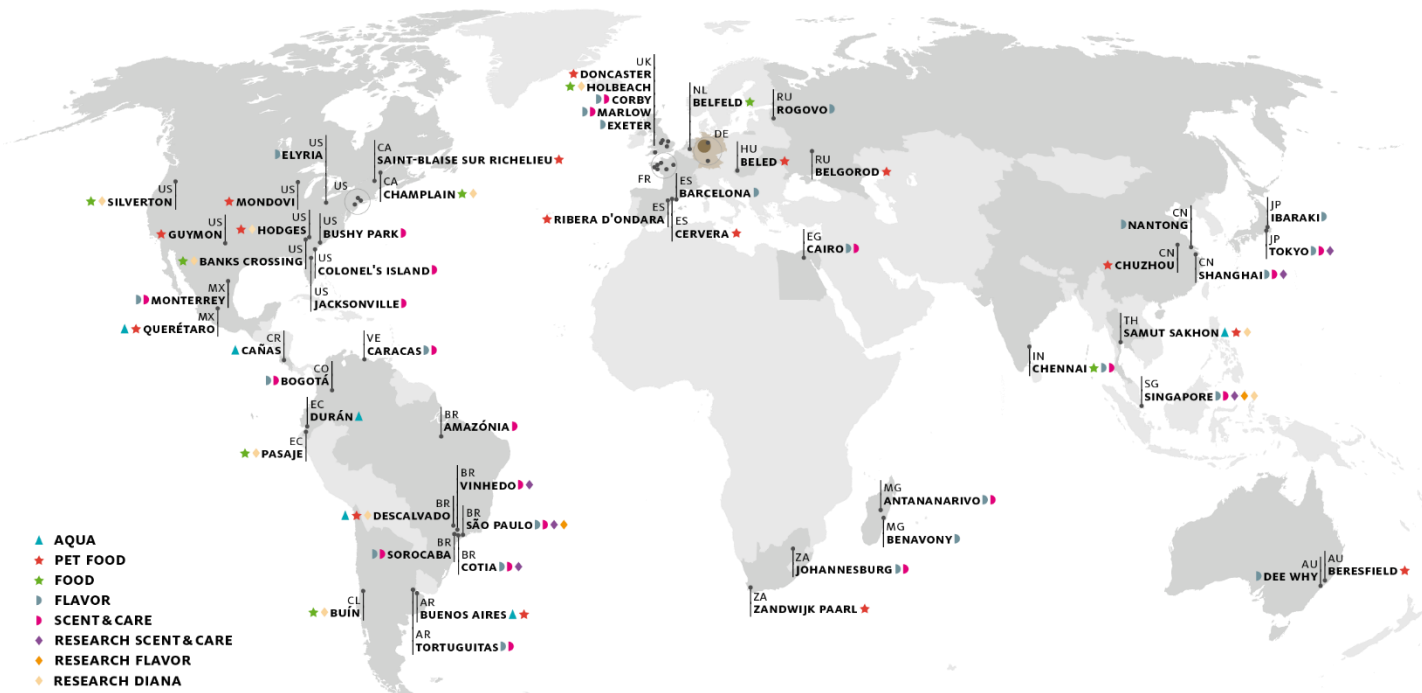 UK
DONCASTER
HOLBEACH
CORBY
MARLOW
EXETER
NL
BELFELD
RU
ROGOVO
DE
HU
BELED
RU
BELGOROD
FR
ES
BARCELONA
ES
RIBERA D'ONDARA
ES
CERVERA
US
ELYRIA
CA
SAINT-BLAISE SUR RICHELIEU
CA
CHAMPLAIN
US
US
SILVERTON
US
MONDOVI
US
GUYMON
US
HODGES
US
BUSHY PARK
US
BANKS CROSSING
US
COLONEL'S ISLAND
US
JACKSONVILLE
MX
MONTERREY
MX
QUERÉTARO
CR
CAÑAS
VE
CARACAS
CO
BOGOTÁ
EC
DURÁN
EC
PASAJE
BR
AMAZÓNIA
BR
VINHEDO
BR
DESCALVADO
BR
SÃO PAULO
BR
SOROCABA
BR
COTIA
CL
BUÍN
AR
BUENOS AIRES
AR
TORTUGUITAS
EG
CAIRO
MG
ANTANANARIVO
MG
BENAVONY
ZA
JOHANNESBURG
ZA
ZANDWIJK PAARL
CN
NANTONG
JP
IBARAKI
JP
TOKYO
CN
CHUZHOU
CN
SHANGHAI
TH
SAMUT SAKHON
IN
CHENNAI
SG
SINGAPORE
AU
DEE WHY
AU
BERESFIELD
AQUA
PET FOOD
FOOD
FLAVOR
SCENT & CARE
RESEARCH SCENT & CARE
RESEARCH FLAVOR
RESEARCH DIANA